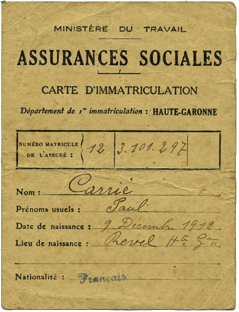 MINISTÈRE DU TRAVAIL
ASSURANCES SOCIALES
CARTE D'IMMATRICULATION
Département de 1re immatriculation : HAUTE-GARONNE
NUMÉRO MATRICULE DE L'ASSURÉ : 12 3.101.297
Nom : Carrié
Prénoms usuels : Paul
Date de naissance : 9 Décembre 1912
Lieu de naissance : Revel Hte Gne
Nationalité : Français